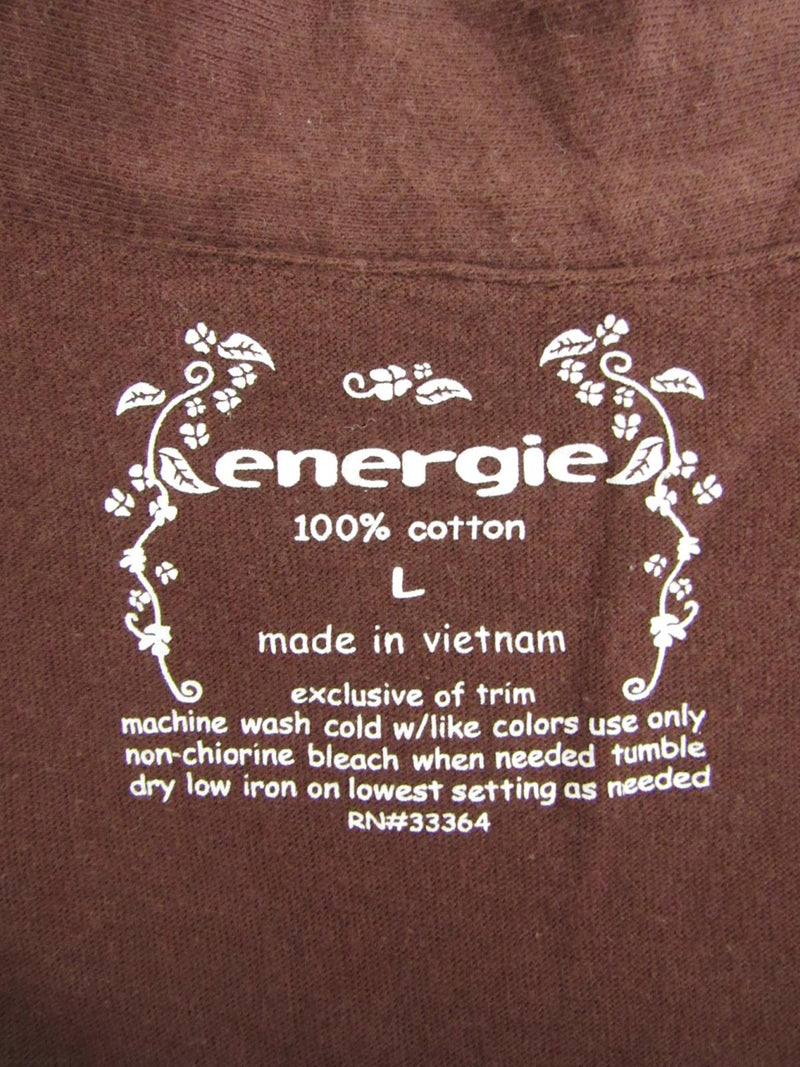 energie
100% cotton
L
made in vietnam
exclusive of trim
machine wash cold w/like colors use only
non-chiorine bleach when needed tumble
dry low iron on lowest setting as needed
RN#33364